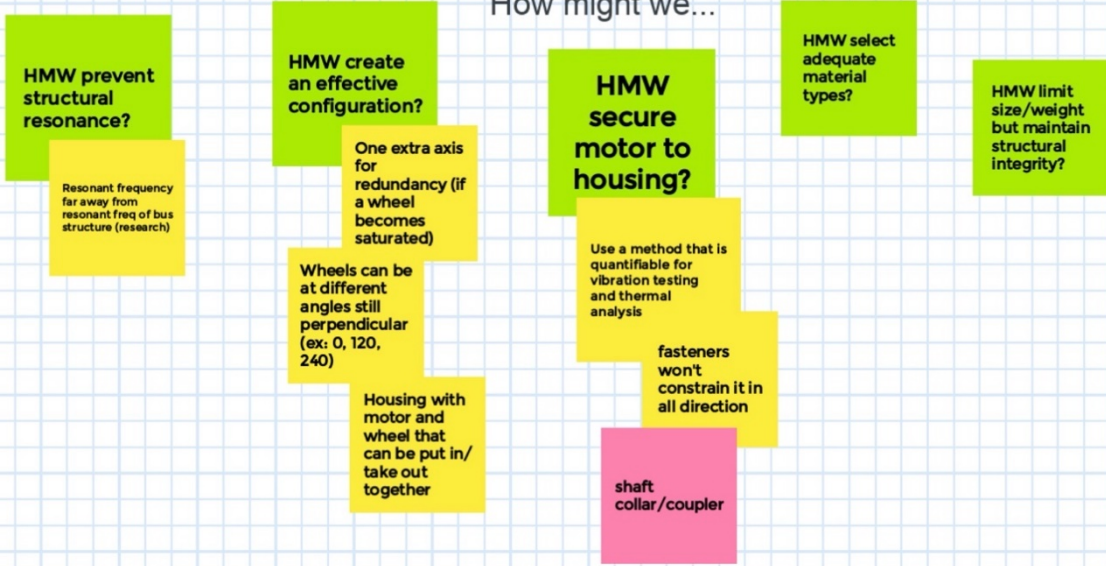 How might we...
HMW prevent
structural
resonance?
Resonant frequency
far away from
resonant freq of bus
structure (research)
HMW create
an effective
configuration?
One extra axis
for
redundancy (if
a wheel
becomes
saturated)
Wheels can be
at different
angles still
perpendicular
(ex: 0, 120,
240)
Housing with
motor and
wheel that
can be put in/
take out
together
HMW
secure
motor to
housing?
Use a method that is
quantifiable for
vibration testing
and thermal
analysis
fasteners
won't
constrain it in
all direction
shaft
collar/coupler
HMW select
adequate
material
types?
HMW limit
size/weight
but maintain
structural
integrity?